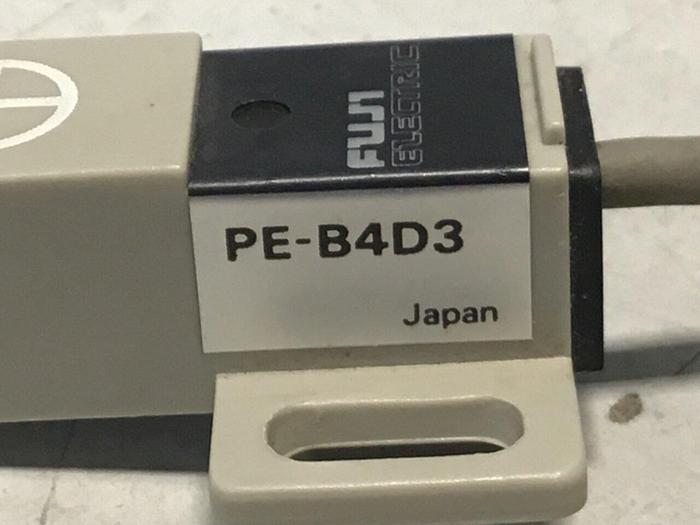 FUJI
ELECTRIC
PE-B4D3
Japan